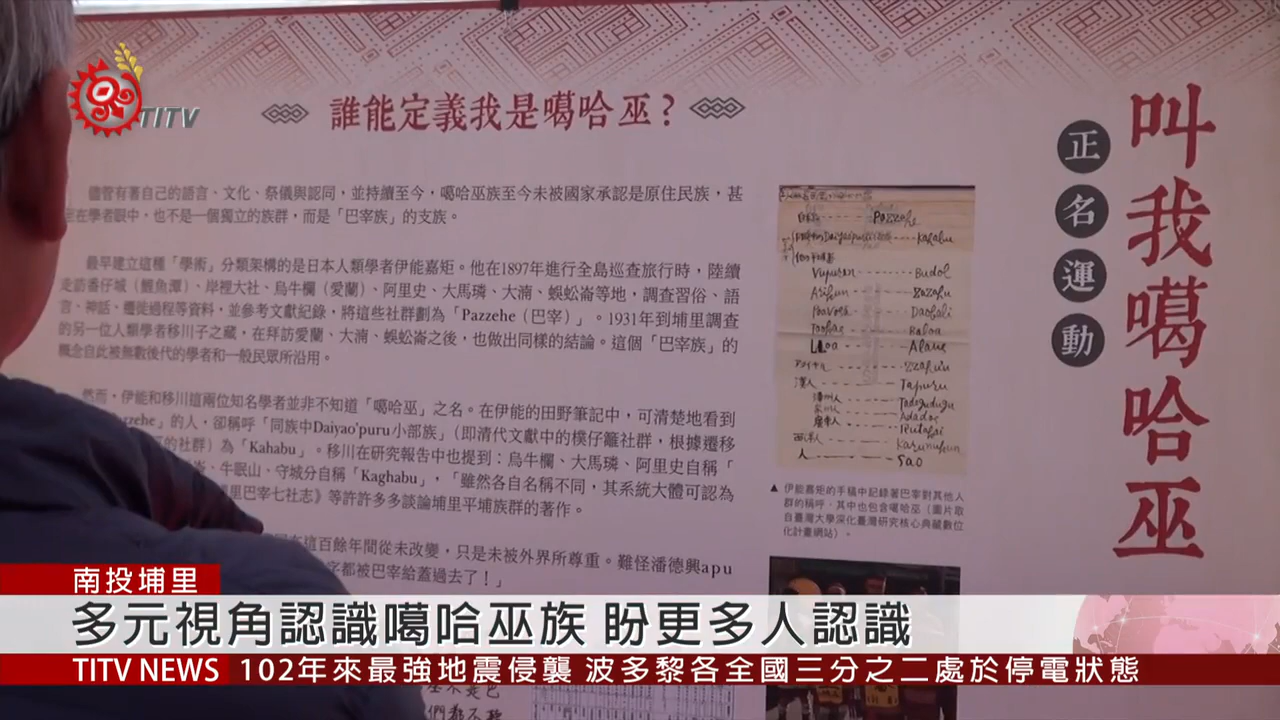 TITV
誰能定義我是噶哈巫？
叫我噶哈巫
正名運動
儘管有著自己的語言、文化、祭儀與認同，並持續至今，噶哈巫族至今未被國家承認是原住民族，甚
在學者眼中，也不是一個獨立的族群，而是「巴宰族」的支族。
最早建立這種「學術」分類架構的是日本人類學者伊能嘉矩。他在1897年進行全島巡查旅行時，陸續
走訪番仔城（鯉魚潭）、岸裡大社、烏牛欄（愛蘭）、阿里史、大馬璘、大湳、蜈蚣崙等地，調查習俗、語
言、神話、遷徙過程等資料，並參考文獻紀錄，將這些社群劃為「Pazzehe（巴宰）」。1931年到埔里調查
的另一位人類學者移川子之藏，在拜訪愛蘭、大湳、蜈蚣崙之後，也做出同樣的結論。這個「巴宰族」的
概念自此被無數後代的學者和一般民眾所沿用。
然而，伊能和移川這兩位知名學者並非不知道「噶哈巫」之名。在伊能的田野筆記中，可清楚地看到
zzehe」的人，卻稱呼「同族中Daiyao'puru小部族」（即清代文獻中的樸仔籬社群，根據遷移
的社群）為「Kahabu」。移川在研究報告中也提到：烏牛欄、大馬璘、阿里史自稱「
、牛眠山、守城分自稱「Kaghabu」，「雖然各自名稱不同，其系統大體可認為
里巴宰七社志》等許許多多談論埔里平埔族群的著作。
在這百餘年間從未改變，只是未被外界所尊重。難怪潘德興apu
字都被巴宰給蓋過去了！」
Pazzehe
Kahabu
Vupuran Budol
Arihun
Daohali
Raloa
Alaus
漢人 Tapuru
Tadogudugu
Adadoc
人 Sao
▲ 伊能嘉矩的手稿中記錄著巴宰對其他人
群的稱呼，其中也包含噶哈巫（圖片取
自臺灣大學深化臺灣研究核心典藏數位
化計畫網站）。
南投埔里
多元視角認識噶哈巫族 盼更多人認識
TITV NEWS 102年來最強地震侵襲 波多黎各全國三分之二處於停電狀態